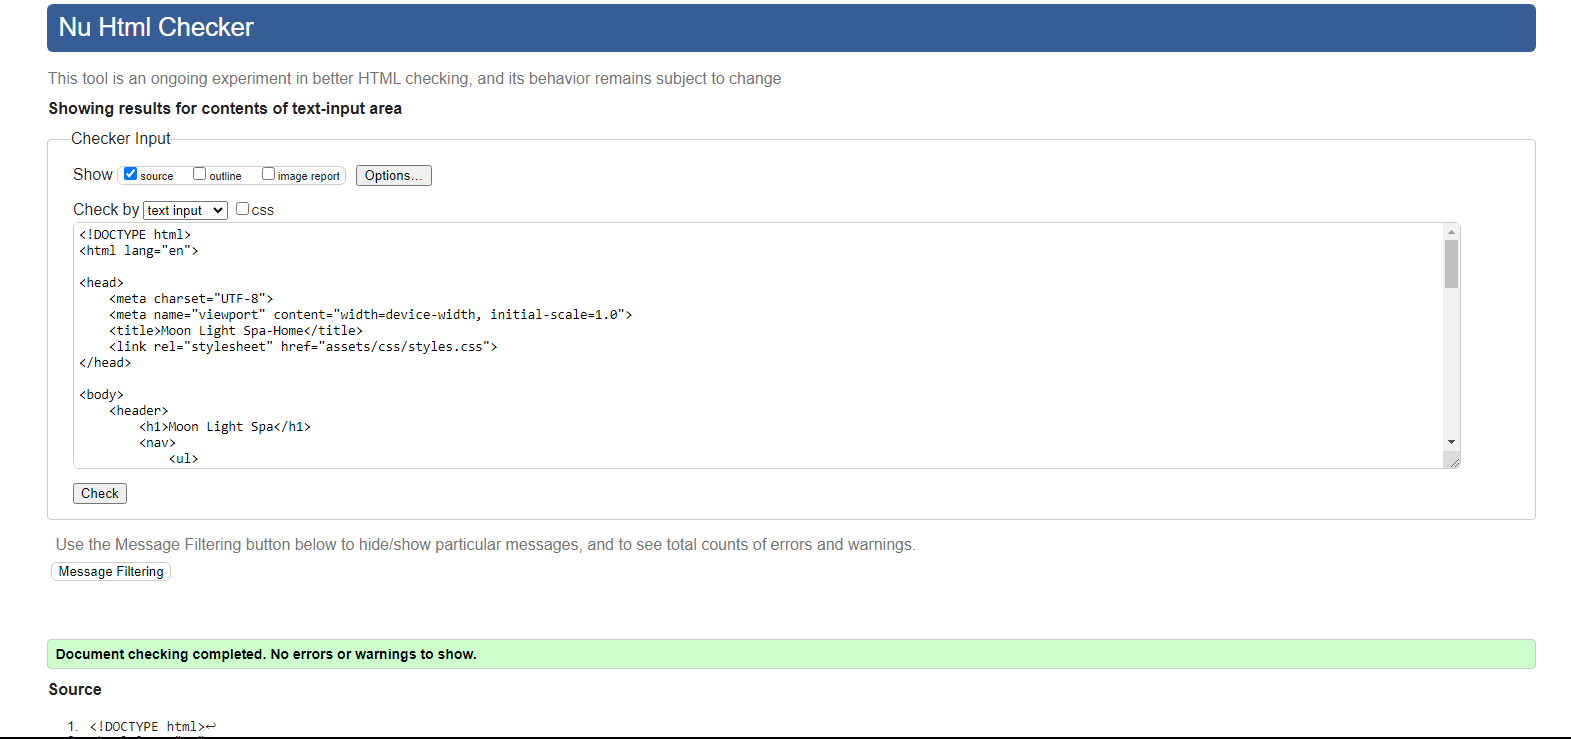 Nu Html Checker
This tool is an ongoing experiment in better HTML checking, and its behavior remains subject to change
Showing results for contents of text-input area
Checker Input
Show source outline image report Options...
Check by text input css
<!DOCTYPE html>
<html lang="en">
<head>
<meta charset="UTF-8">
<meta name="viewport" content="width=device-width, initial-scale=1.0">
<title>Moon Light Spa-Home</title>
<link rel="stylesheet" href="assets/css/styles.css">
</head>
<body>
<header>
<h1>Moon Light Spa</h1>
<nav>
<ul>
Check
Use the Message Filtering button below to hide/show particular messages, and to see total counts of errors and warnings.
Message Filtering
Document checking completed. No errors or warnings to show.
Source
1. <!DOCTYPE html>↩